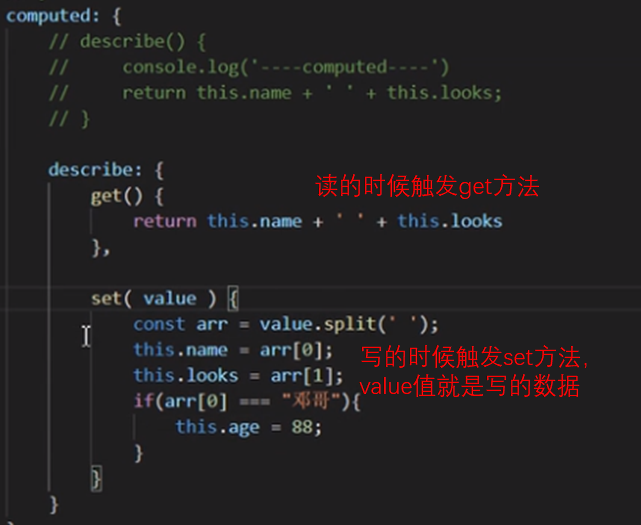 computed: {
// describe() {
//     console.log('----computed----')
//     return this.name + ' ' + this.looks;
// }
describe: {
读的时候触发get方法
get() {
return this.name + ' ' + this.looks
},
set( value ) {
const arr = value.split(' ');
this.name = arr[0];
写的时候触发set方法,
this.looks = arr[1];
value值就是写的数据
if(arr[0] === "邓哥"){
this.age = 88;
}
}
}